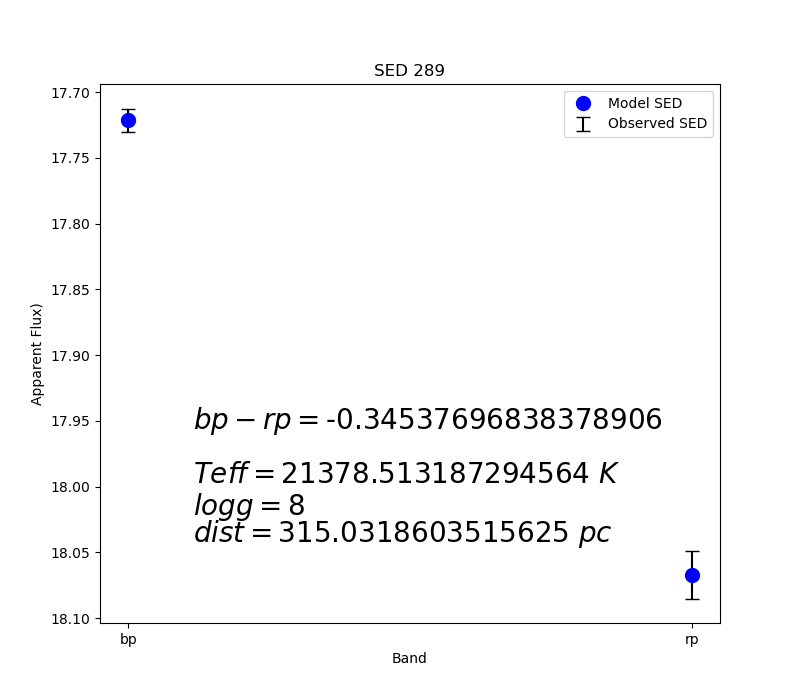 SED 289
17.70
17.75
17.80
17.85
17.90
17.95
18.00
18.05
18.10
Apparent Flux)
Model SED
Observed SED
bp − rp = -0.34537696838378906
Teff = 21378.513187294564 K
logg = 8
dist = 315.0318603515625 pc
bp
rp
Band